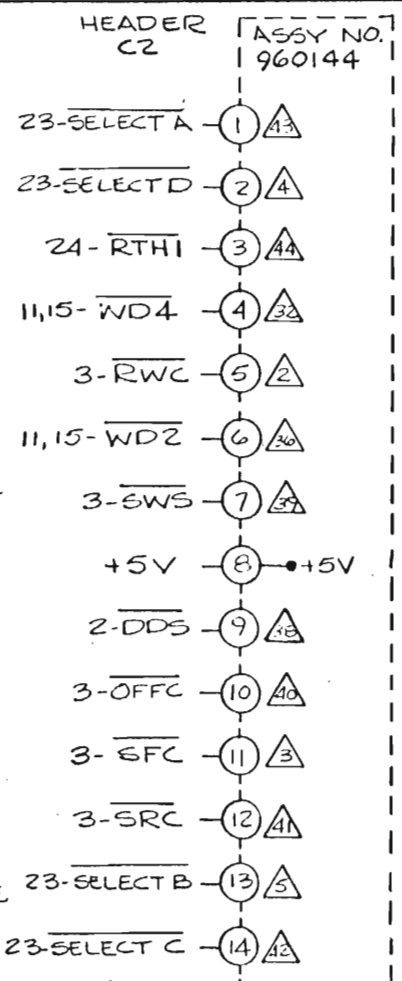 HEADER
C2
ASSY NO.
960144
23-SELECT A 1 43
23-SELECT D 2 4
24-RTH1 3 44
11,15-WD4 4 32
3-RWC 5 2
11,15-WD2 6 36
3-SWS 7 39
+5V 8 +5V
2-DDS 9 38
3-OFFC 10 40
3-SFC 11 3
3-SRC 12 41
23-SELECT B 13 5
23-SELECT C 14 42